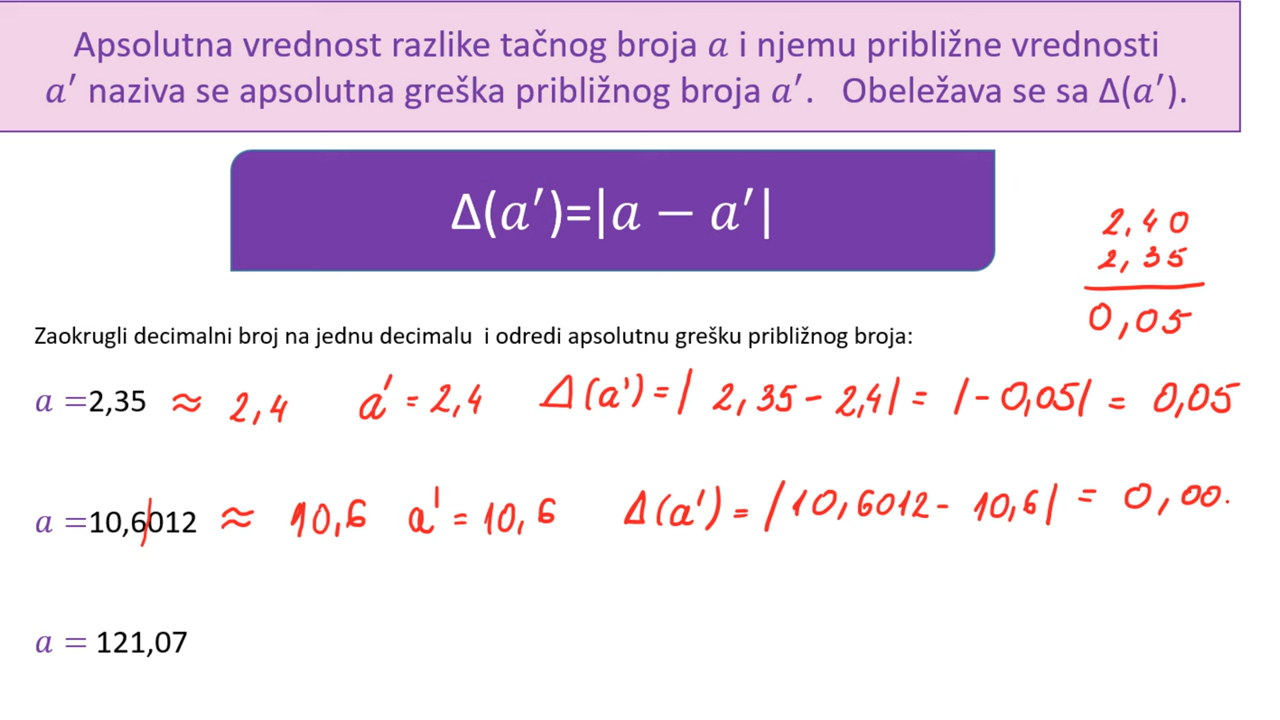 Apsolutna vrednost razlike tačnog broja a i njemu približne vrednosti
a′ naziva se apsolutna greška približnog broja a′. Obeležava se sa Δ(a′).
Δ(a′)=|a − a′|
2,40
2,35
0,05
Zaokrugli decimalni broj na jednu decimalu i odredi apsolutnu grešku približnog broja:
a =2,35 ≈ 2,4 a' = 2,4 Δ(a') = | 2,35 - 2,4| = |- 0,05| = 0,05
a =10,6012 ≈ 10,6 a' = 10,6 Δ(a') = |10,6012 - 10,6| = 0,00.
a = 121,07